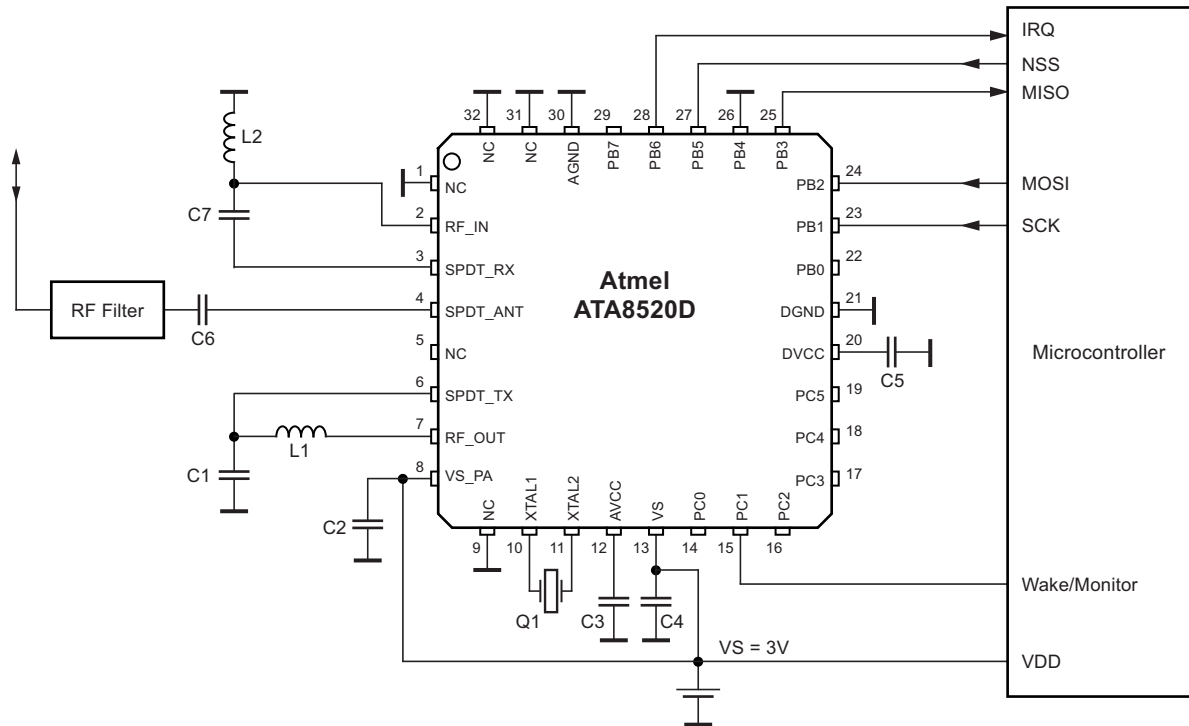 IRQ
NSS
MISO
MOSI
SCK
Microcontroller
Wake/Monitor
VDD
32
31
30
29
28
27
26
25
NC
NC
AGND
PB7
PB6
PB5
PB4
PB3
L2
C7
RF Filter
C6
L1
C1
C2
1
NC
2
RF_IN
3
SPDT_RX
4
SPDT_ANT
5
NC
6
SPDT_TX
7
RF_OUT
8
VS_PA
Atmel
ATA8520D
PB2
24
PB1
23
PB0
22
DGND
21
DVCC
20
C5
PC5
19
PC4
18
PC3
17
NC
XTAL1
XTAL2
AVCC
VS
PC0
PC1
PC2
9
10
11
12
13
14
15
16
Q1
C3
C4
VS = 3V